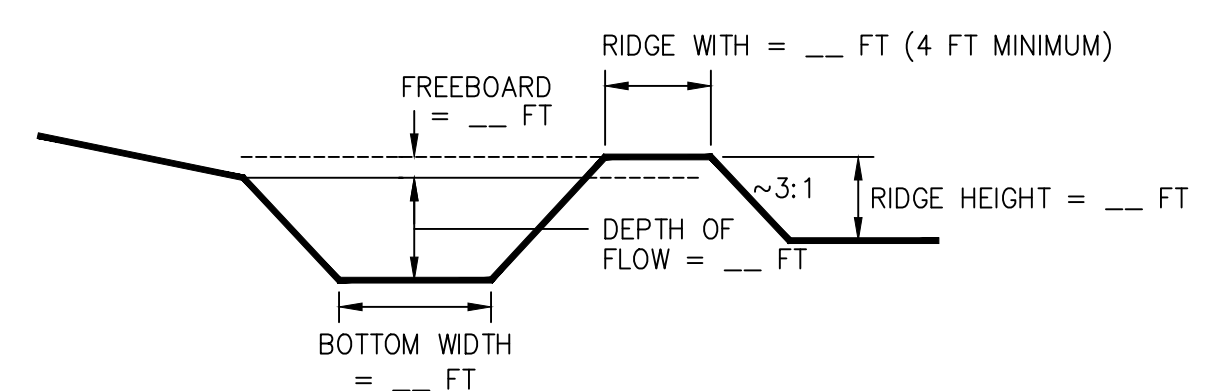 RIDGE WITH = __ FT (4 FT MINIMUM)
FREEBOARD
= __ FT
~3:1
RIDGE HEIGHT = __ FT
DEPTH OF
FLOW = __ FT
BOTTOM WIDTH
= __ FT